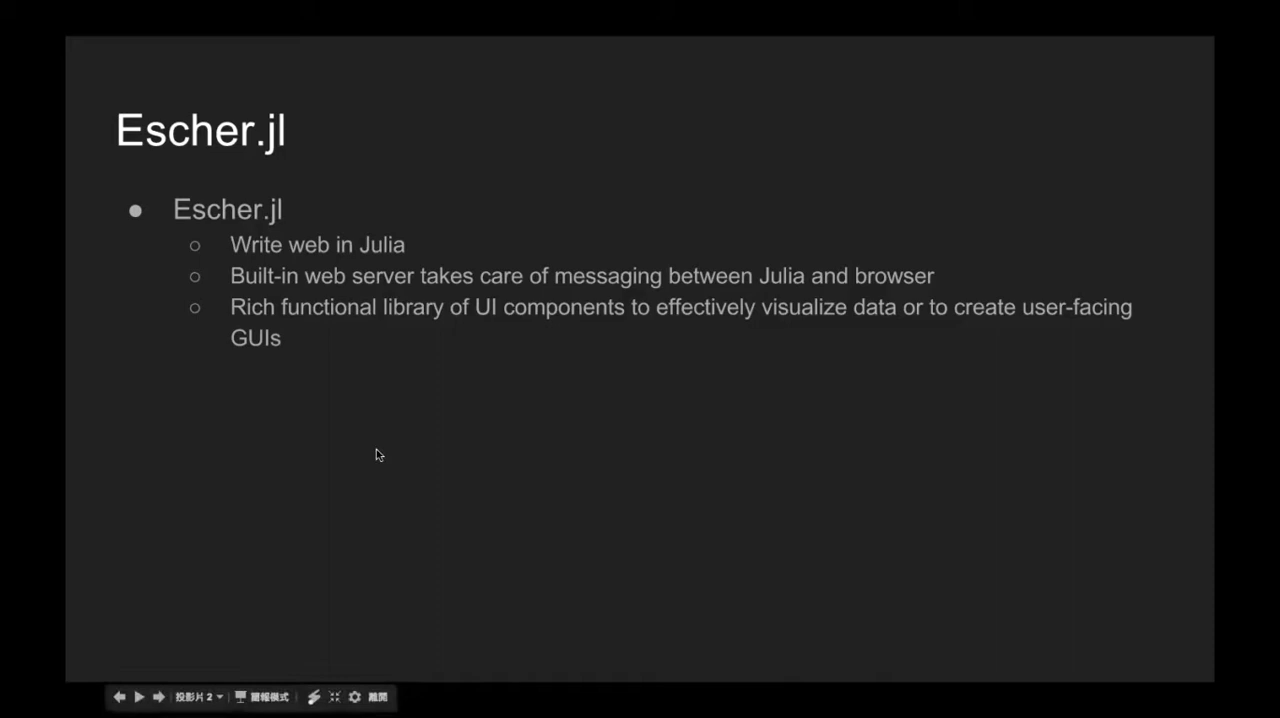 Escher.jl
● Escher.jl
○ Write web in Julia
○ Built-in web server takes care of messaging between Julia and browser
○ Rich functional library of UI components to effectively visualize data or to create user-facing
GUIs
投影片 2 簡報模式 離開